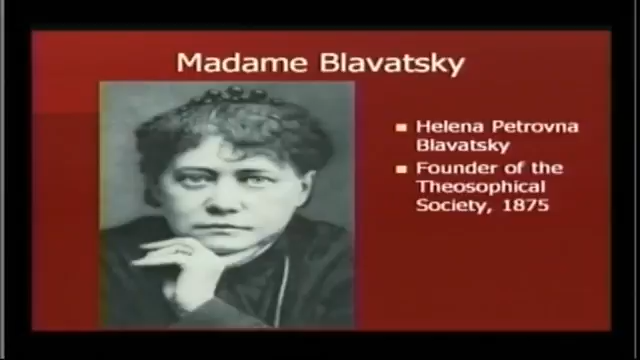 Madame Blavatsky
Helena Petrovna
Blavatsky
Founder of the
Theosophical
Society, 1875